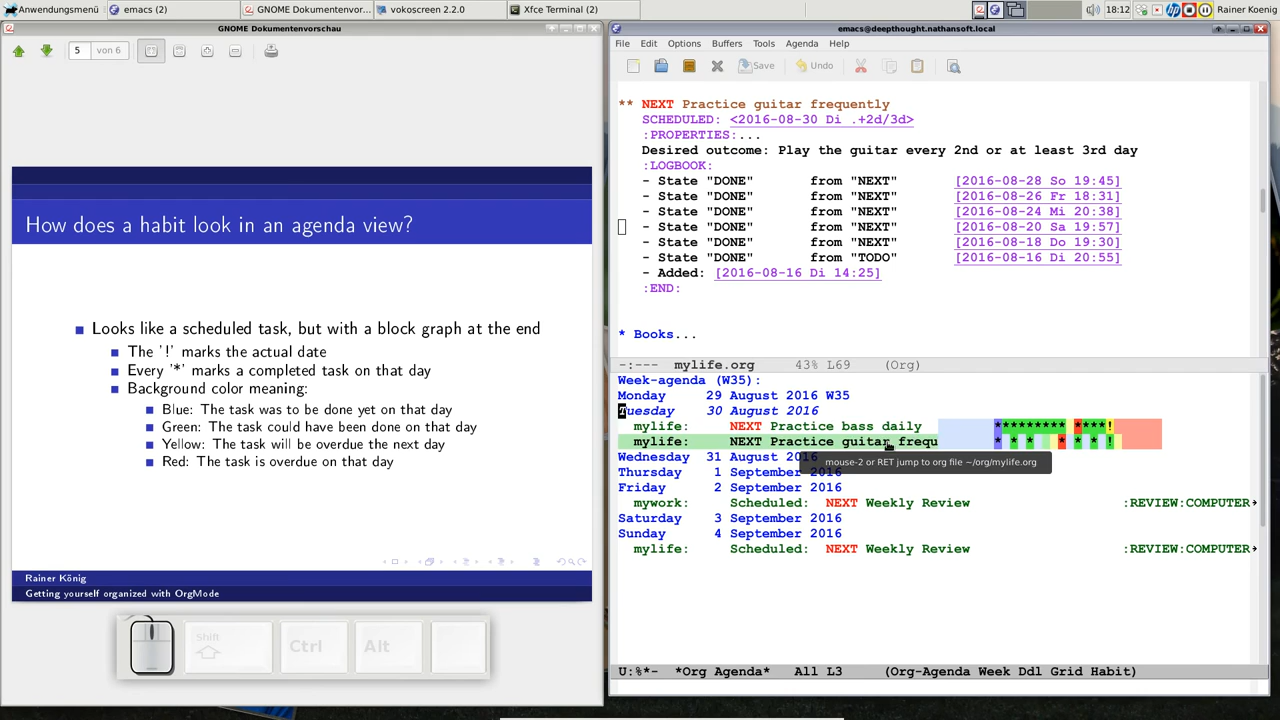 Anwendungsmenü
emacs (2)
GNOME Dokumentenvor...
vokoscreen 2.2.0
Xfce Terminal (2)
18:12
Rainer Koenig
GNOME Dokumentenvorschau
5 von 6
How does a habit look in an agenda view?
Looks like a scheduled task, but with a block graph at the end
The '!' marks the actual date
Every '*' marks a completed task on that day
Background color meaning:
Blue: The task was to be done yet on that day
Green: The task could have been done on that day
Yellow: The task will be overdue the next day
Red: The task is overdue on that day
Rainer König
Getting yourself organized with OrgMode
Shift
Ctrl
Alt
emacs@deepthought.nathansoft.local
File Edit Options Buffers Tools Agenda Help
Save Undo
** NEXT Practice guitar frequently
SCHEDULED: <2016-08-30 Di .+2d/3d>
:PROPERTIES:...
Desired outcome: Play the guitar every 2nd or at least 3rd day
:LOGBOOK:
- State "DONE" from "NEXT" [2016-08-28 So 19:45]
- State "DONE" from "NEXT" [2016-08-26 Fr 18:31]
- State "DONE" from "NEXT" [2016-08-24 Mi 20:38]
- State "DONE" from "NEXT" [2016-08-20 Sa 19:57]
- State "DONE" from "NEXT" [2016-08-18 Do 19:30]
- State "DONE" from "TODO" [2016-08-16 Di 20:55]
- Added: [2016-08-16 Di 14:25]
:END:
* Books...
-:--- mylife.org 43% L69 (Org)
Week-agenda (W35):
Monday 29 August 2016 W35
Tuesday 30 August 2016
mylife: NEXT Practice bass daily ********* ****!
mylife: NEXT Practice guitar frequ * * * * * * !
Wednesday 31 August 2016
mouse-2 or RET jump to org file ~/org/mylife.org
Thursday 1 September 2016
Friday 2 September 2016
mywork: Scheduled: NEXT Weekly Review :REVIEW:COMPUTER
Saturday 3 September 2016
Sunday 4 September 2016
mylife: Scheduled: NEXT Weekly Review :REVIEW:COMPUTER
U:%*- *Org Agenda* All L3 (Org-Agenda Week Ddl Grid Habit)